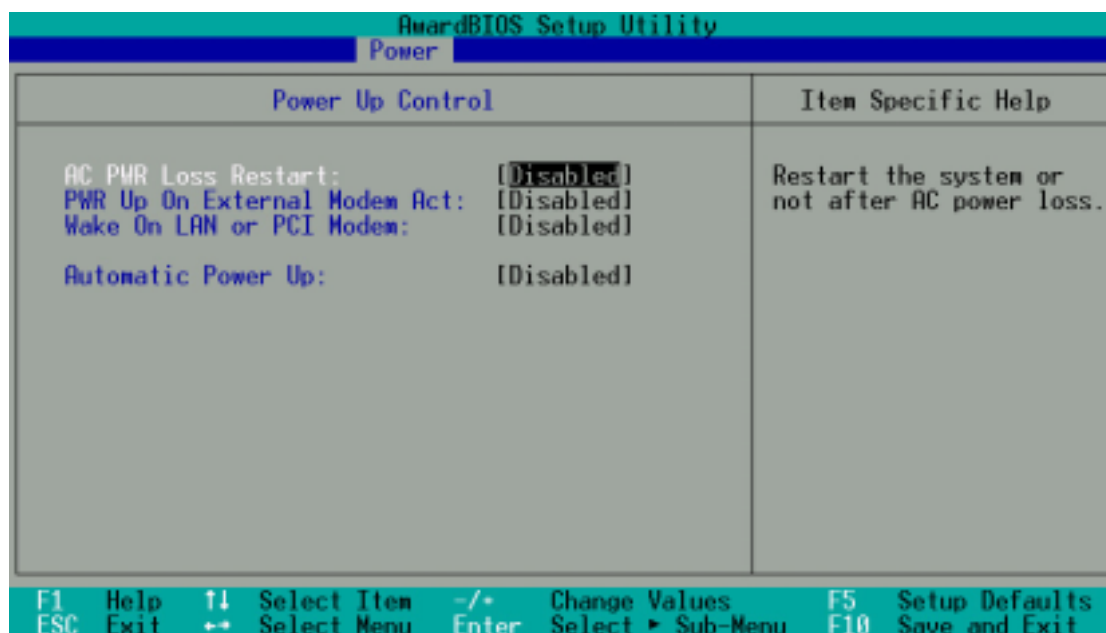 AwardBIOS Setup Utility
Power
Power Up Control
Item Specific Help
AC PWR Loss Restart: [Disabled]
PWR Up On External Modem Act: [Disabled]
Wake On LAN or PCI Modem: [Disabled]
Automatic Power Up: [Disabled]
Restart the system or
not after AC power loss.
F1 Help ↑↓ Select Item -/+ Change Values F5 Setup Defaults
ESC Exit ←→ Select Menu Enter Select ► Sub-Menu F10 Save and Exit